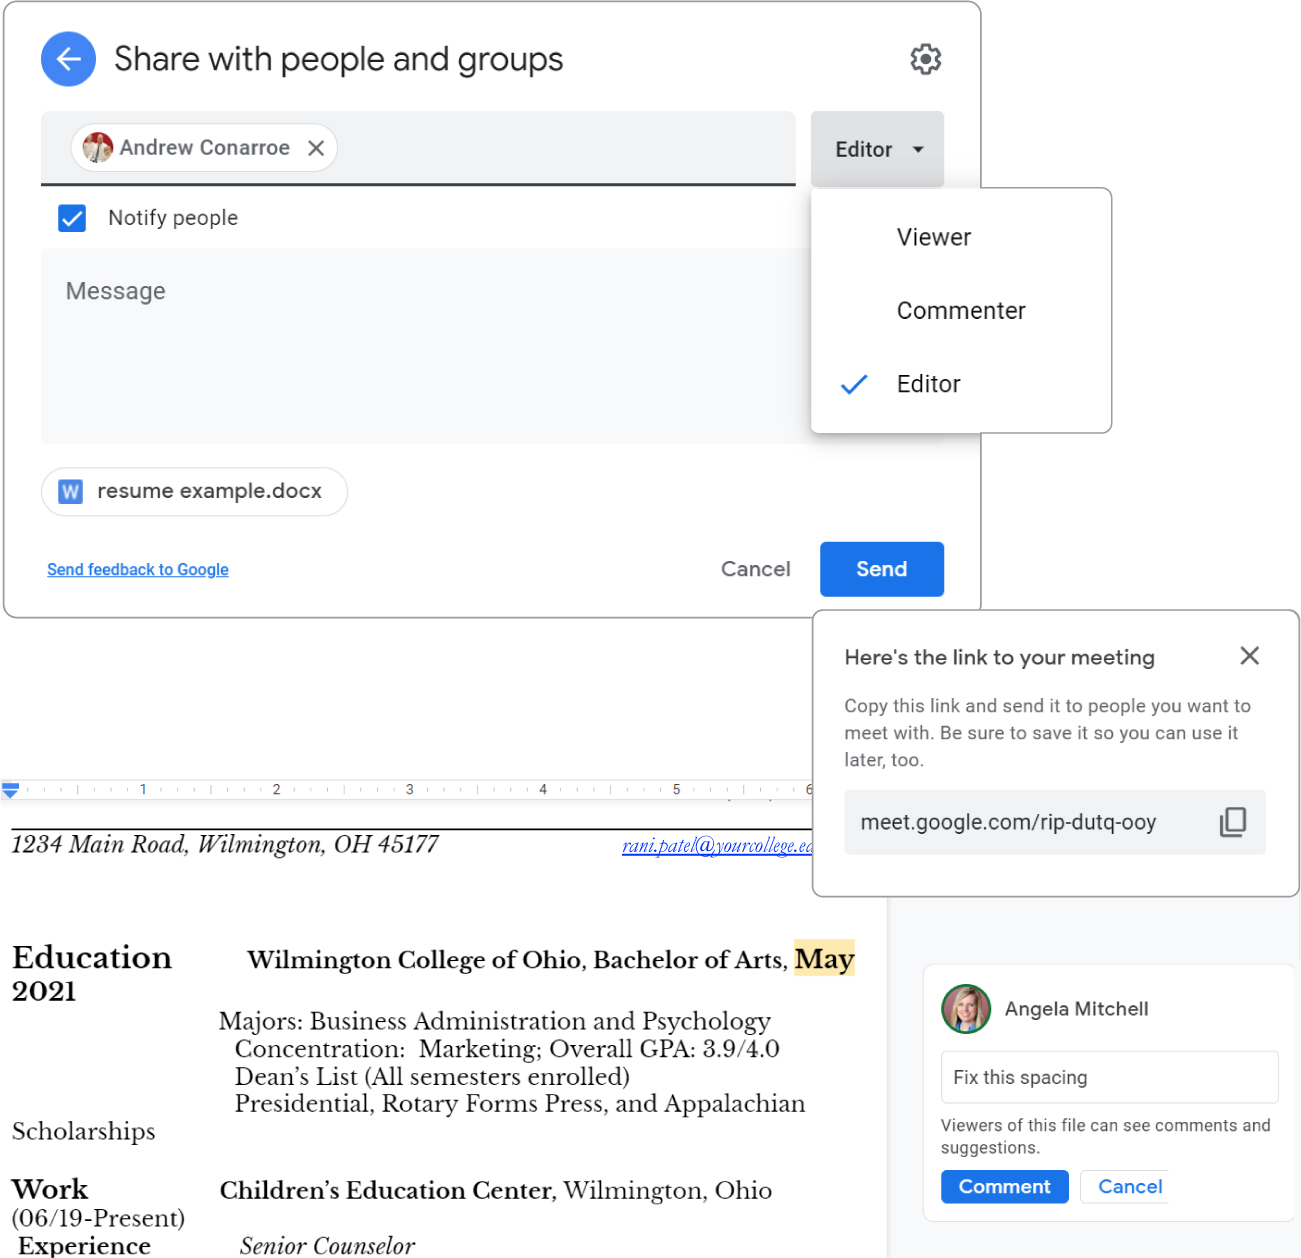 Share with people and groups
Andrew Conarroe
Editor
Notify people
Viewer
Message
Commenter
Editor
W resume example.docx
Send feedback to Google
Cancel
Send
Here's the link to your meeting
Copy this link and send it to people you want to
meet with. Be sure to save it so you can use it
later, too.
meet.google.com/rip-dutq-ooy
1 2 3 4 5 6
1234 Main Road, Wilmington, OH 45177 rani.patel@yourcollege.ed
Education Wilmington College of Ohio, Bachelor of Arts, May
2021
Majors: Business Administration and Psychology
Concentration: Marketing; Overall GPA: 3.9/4.0
Dean's List (All semesters enrolled)
Presidential, Rotary Forms Press, and Appalachian
Scholarships
Work Children's Education Center, Wilmington, Ohio
(06/19-Present)
Experience Senior Counselor
Angela Mitchell
Fix this spacing
Viewers of this file can see comments and
suggestions.
Comment
Cancel